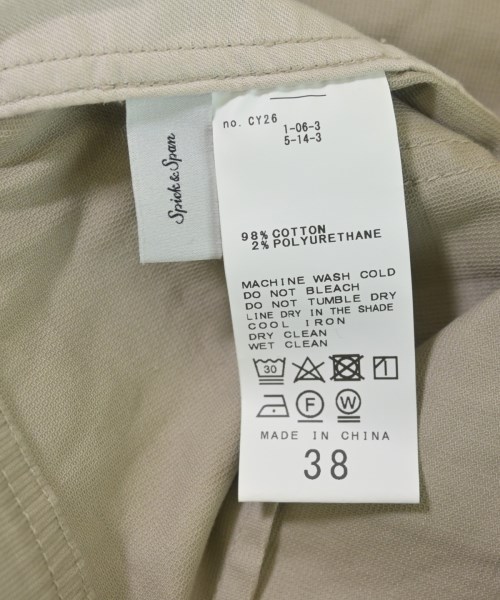 Spick & Span
no. CY26
1-06-3
5-14-3
98% COTTON
2% POLYURETHANE
MACHINE WASH COLD
DO NOT BLEACH
DO NOT TUMBLE DRY
LINE DRY IN THE SHADE
COOL IRON
DRY CLEAN
WET CLEAN
30
F W
MADE IN CHINA
38